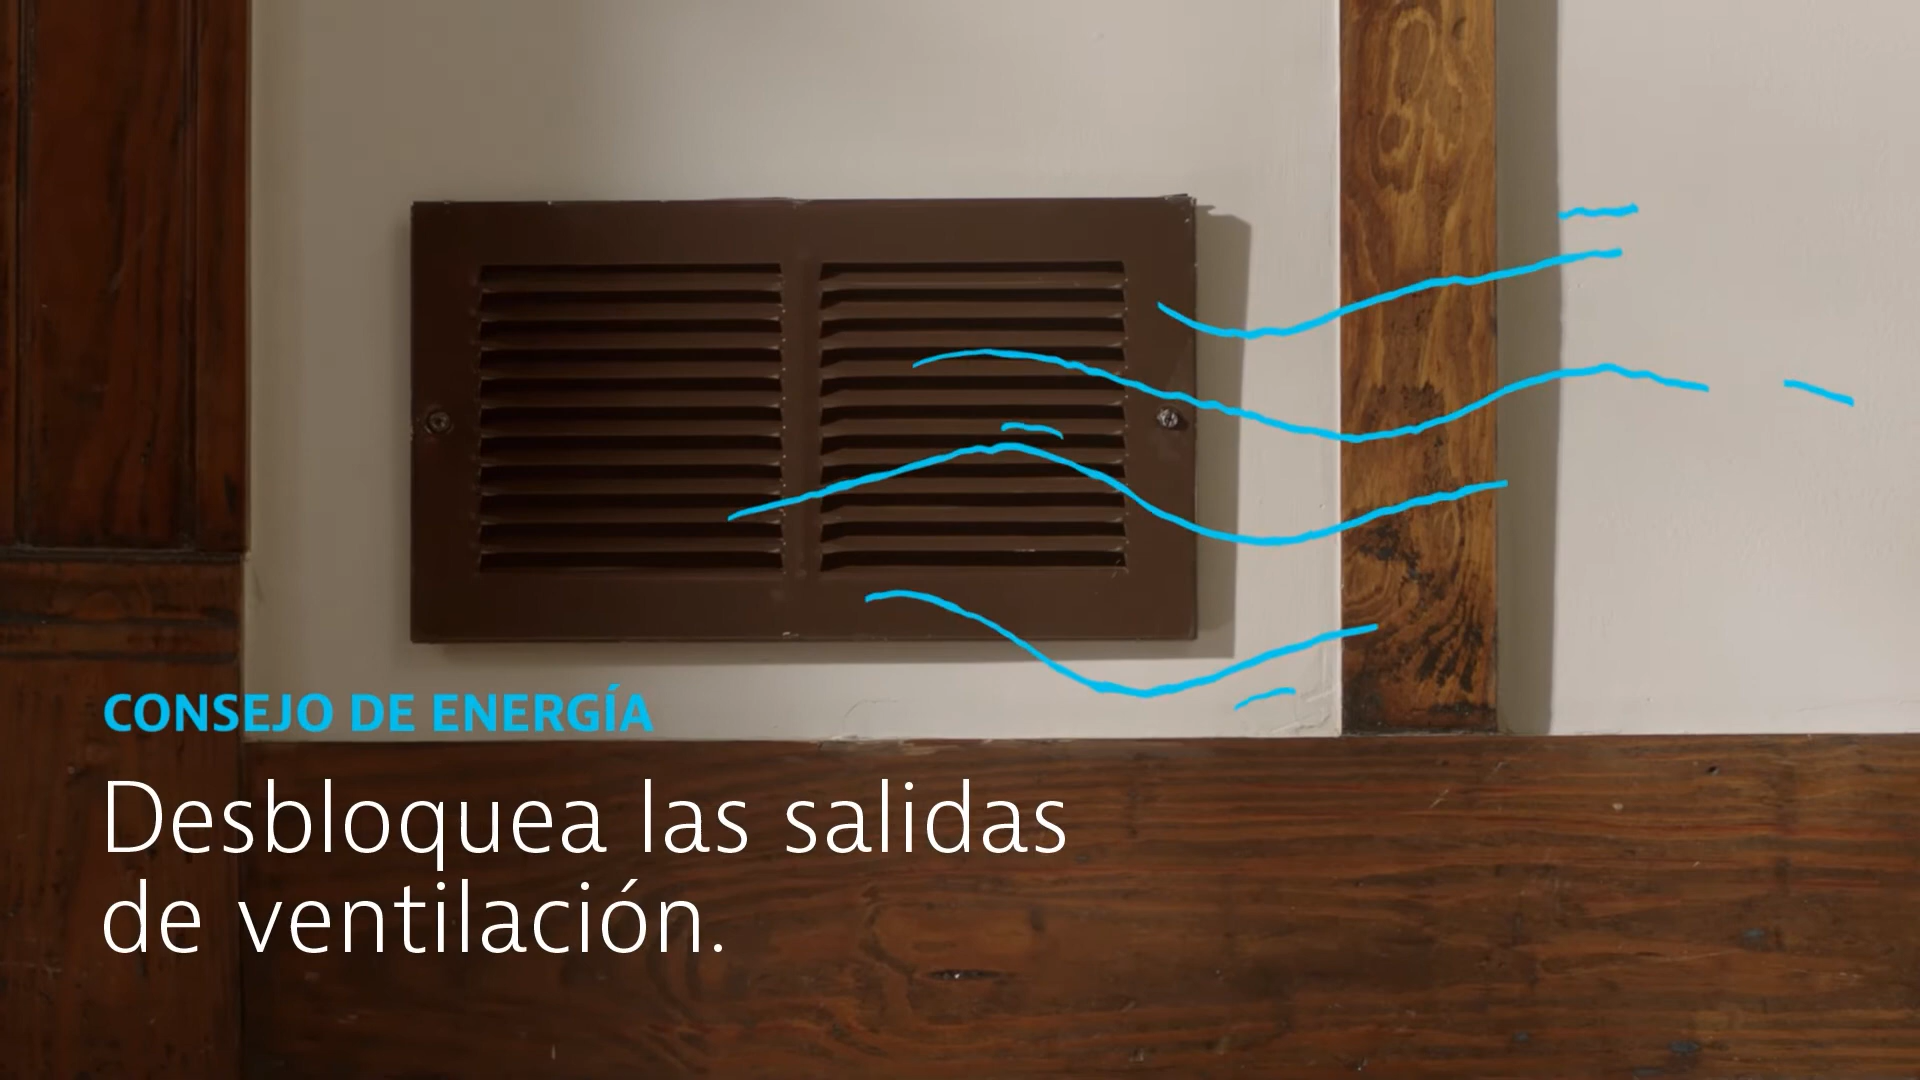 CONSEJO DE ENERGÍA
Desbloquea las salidas
de ventilación.